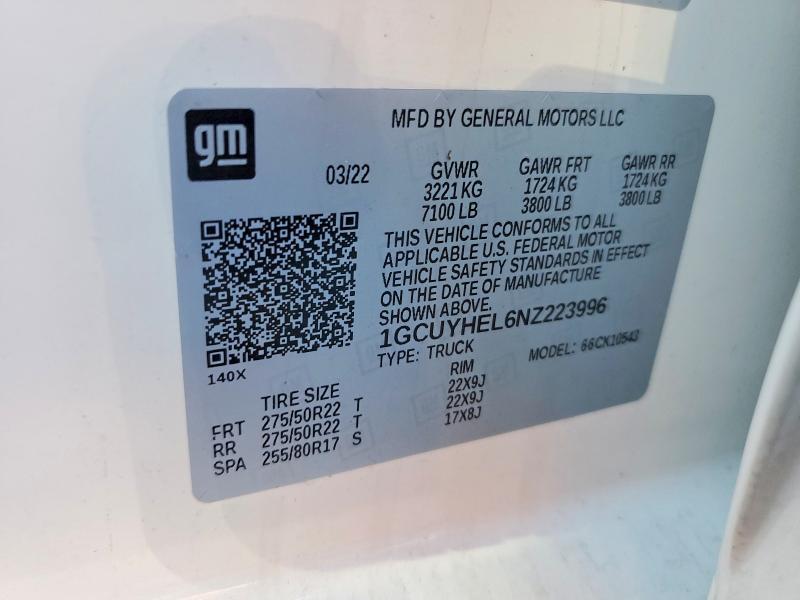 gm
MFD BY GENERAL MOTORS LLC
03/22
GVWR GAWR FRT GAWR RR
3221 KG 1724 KG 1724 KG
7100 LB 3800 LB 3800 LB
THIS VEHICLE CONFORMS TO ALL
APPLICABLE U.S. FEDERAL MOTOR
VEHICLE SAFETY STANDARDS IN EFFECT
ON THE DATE OF MANUFACTURE
SHOWN ABOVE.
1GCUYHEL6NZ223996
TYPE: TRUCK MODEL: 66CK10543
140X
TIRE SIZE RIM
FRT 275/50R22 T 22X9J
RR 275/50R22 T 22X9J
SPA 255/80R17 S 17X8J